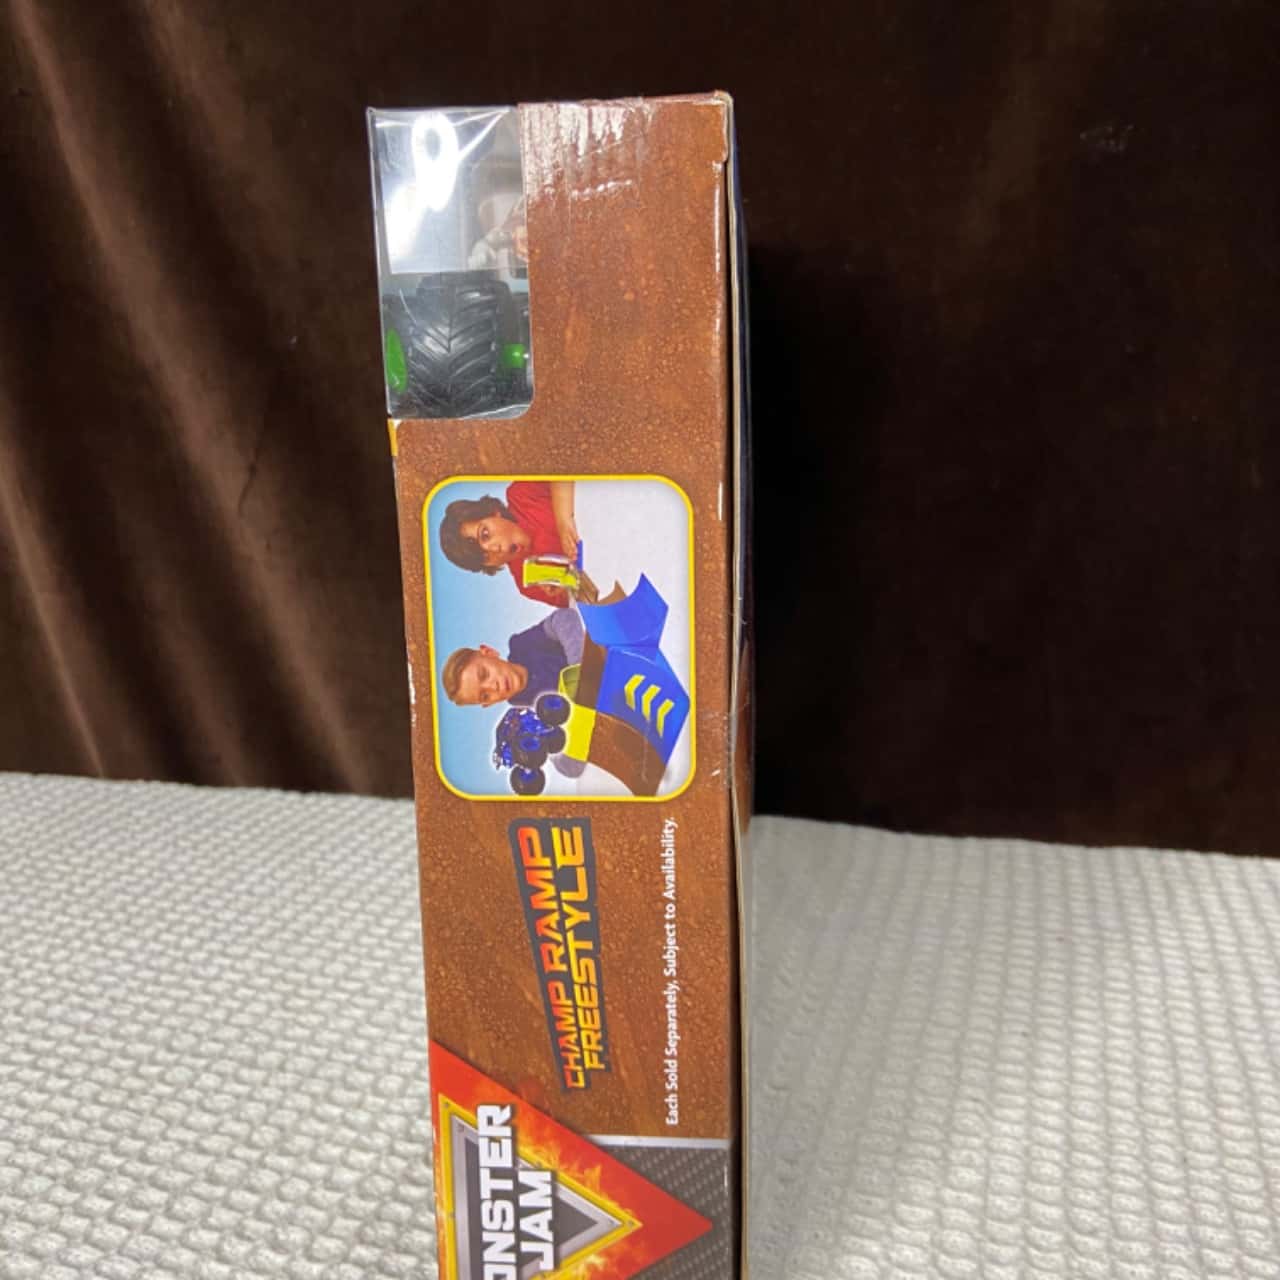 CHAMP RAMP
FREESTYLE
Each Sold Separately, Subject to Availability.
ONSTER
JAM